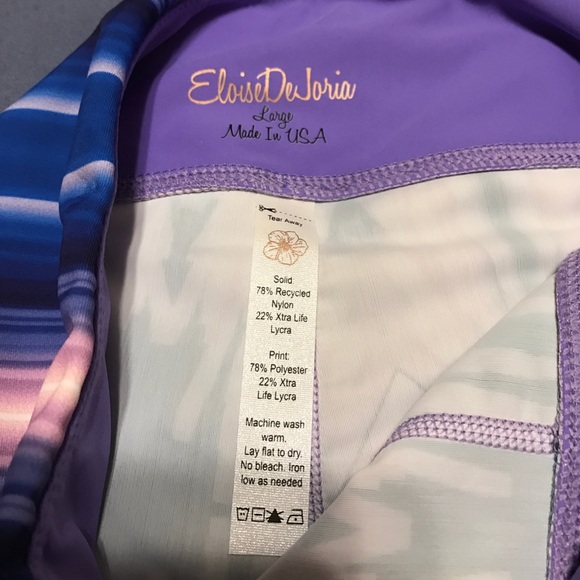 EloiseDeJoria
Large
Made In USA
Tear Away
Solid:
78% Recycled
Nylon
22% Xtra Life
Lycra
Print:
78% Polyester
22% Xtra
Life Lycra
Machine wash
warm.
Lay flat to dry.
No bleach. Iron
low as needed